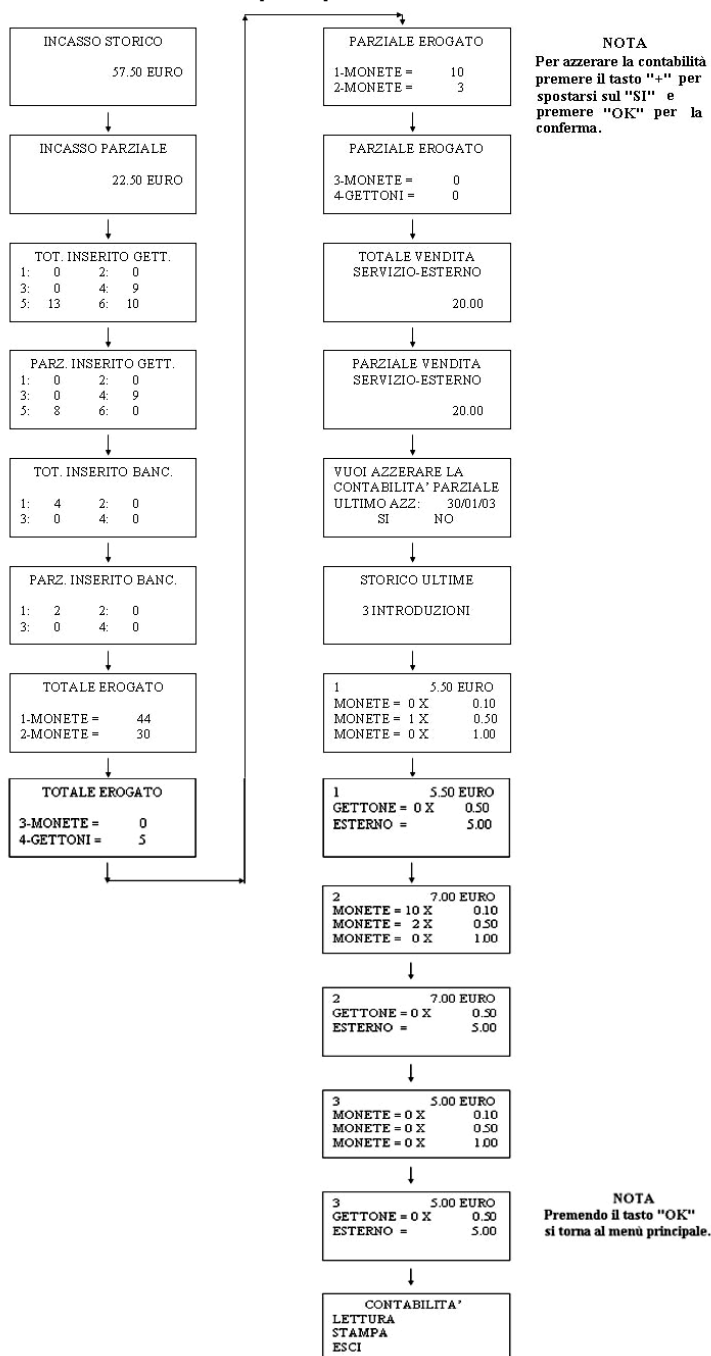 INCASSO STORICO
57.50 EURO
INCASSO PARZIALE
22.50 EURO
TOT. INSERITO GETT.
1: 0 2: 0
3: 0 4: 9
5: 13 6: 10
PARZ. INSERITO GETT.
1: 0 2: 0
3: 0 4: 9
5: 8 6: 0
TOT. INSERITO BANC.
1: 4 2: 0
3: 0 4: 0
PARZ. INSERITO BANC.
1: 2 2: 0
3: 0 4: 0
TOTALE EROGATO
1-MONETE = 44
2-MONETE = 30
TOTALE EROGATO
3-MONETE = 0
4-GETTONI = 5
PARZIALE EROGATO
1-MONETE = 10
2-MONETE = 3
PARZIALE EROGATO
3-MONETE = 0
4-GETTONI = 0
TOTALE VENDITA
SERVIZIO-ESTERNO
20.00
PARZIALE VENDITA
SERVIZIO-ESTERNO
20.00
VUOI AZZERARE LA
CONTABILITA' PARZIALE
ULTIMO AZZ: 30/01/03
SI NO
STORICO ULTIME
3 INTRODUZIONI
1 5.50 EURO
MONETE = 0 X 0.10
MONETE = 1 X 0.50
MONETE = 0 X 1.00
1 5.50 EURO
GETTONE = 0 X 0.50
ESTERNO = 5.00
2 7.00 EURO
MONETE = 10 X 0.10
MONETE = 2 X 0.50
MONETE = 0 X 1.00
2 7.00 EURO
GETTONE = 0 X 0.50
ESTERNO = 5.00
3 5.00 EURO
MONETE = 0 X 0.10
MONETE = 0 X 0.50
MONETE = 0 X 1.00
3 5.00 EURO
GETTONE = 0 X 0.50
ESTERNO = 5.00
CONTABILITA'
LETTURA
STAMPA
ESCI
NOTA
Per azzerare la contabilità
premere il tasto "+" per
spostarsi sul "SI" e
premere "OK" per la
conferma.
NOTA
Premendo il tasto "OK"
si torna al menù principale.